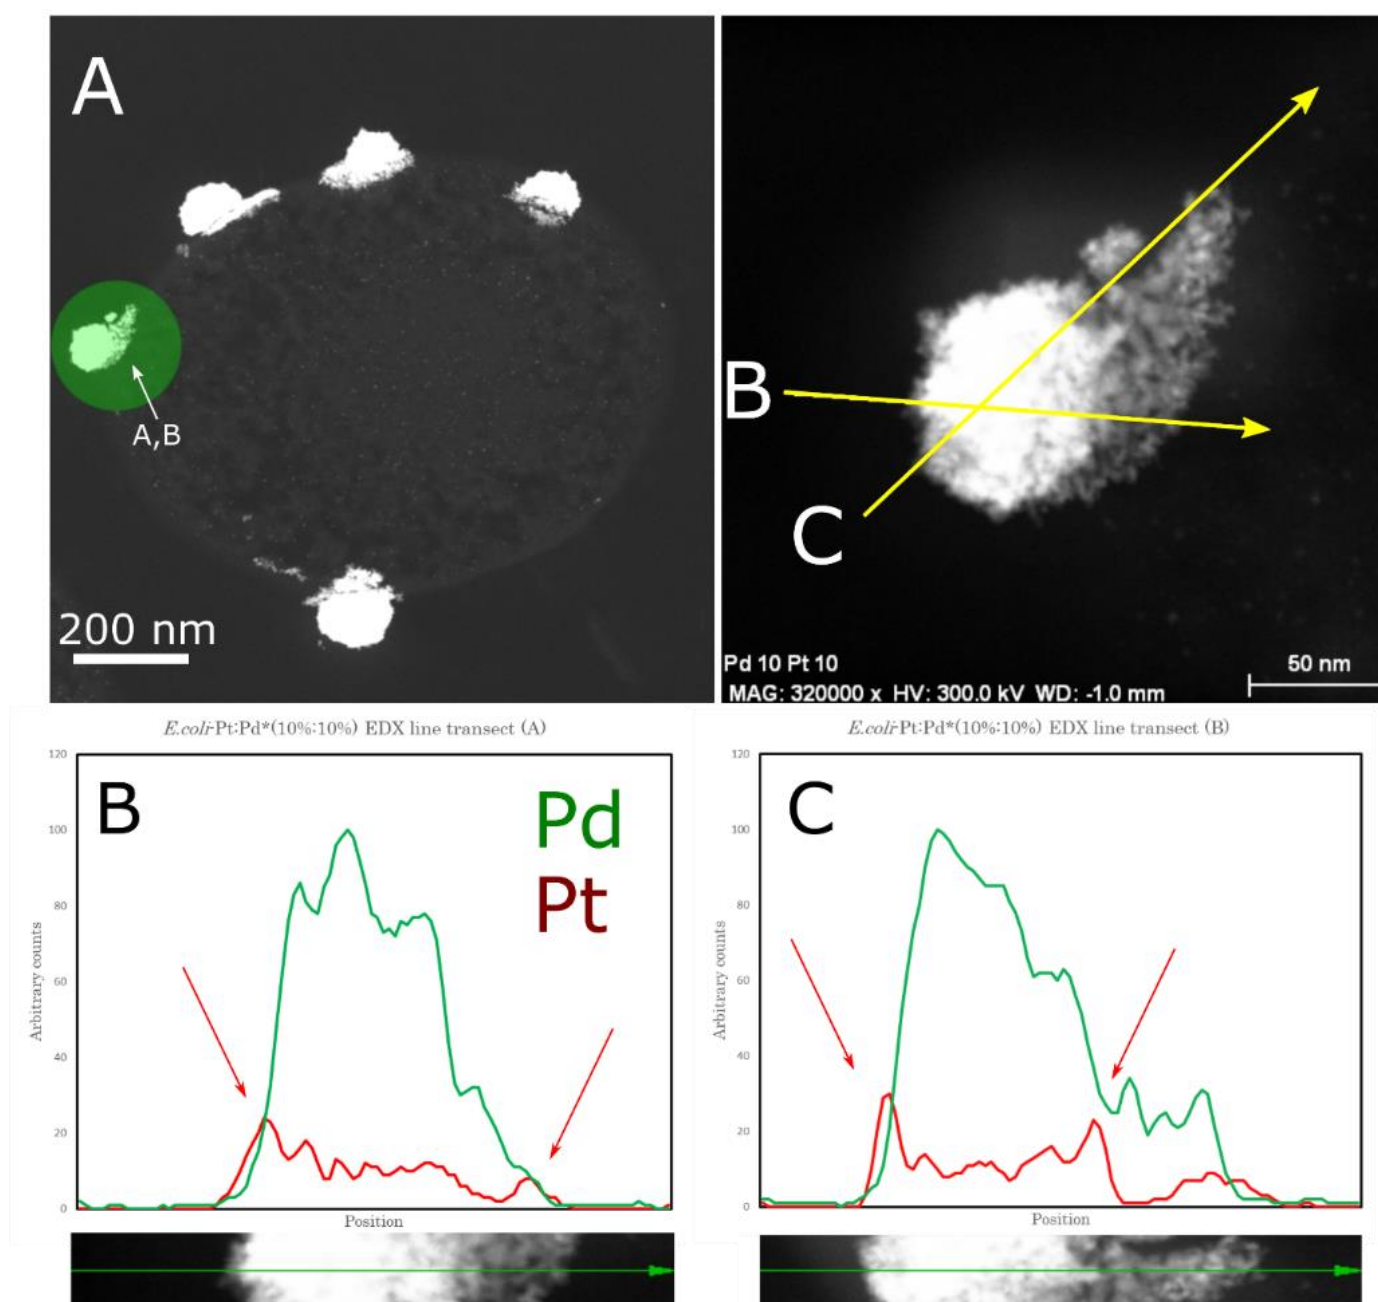 A
A,B
200 nm
B
C
Pd 10 Pt 10
50 nm
MAG: 320000 x HV: 300.0 kV WD: -1.0 mm
E.coli-Pt:Pd*(10%:10%) EDX line transect (A)
120
100
80
60
40
20
0
Arbitrary counts
Position
B
Pd
Pt
E.coli-Pt:Pd*(10%:10%) EDX line transect (B)
120
100
80
60
40
20
0
Arbitrary counts
Position
C